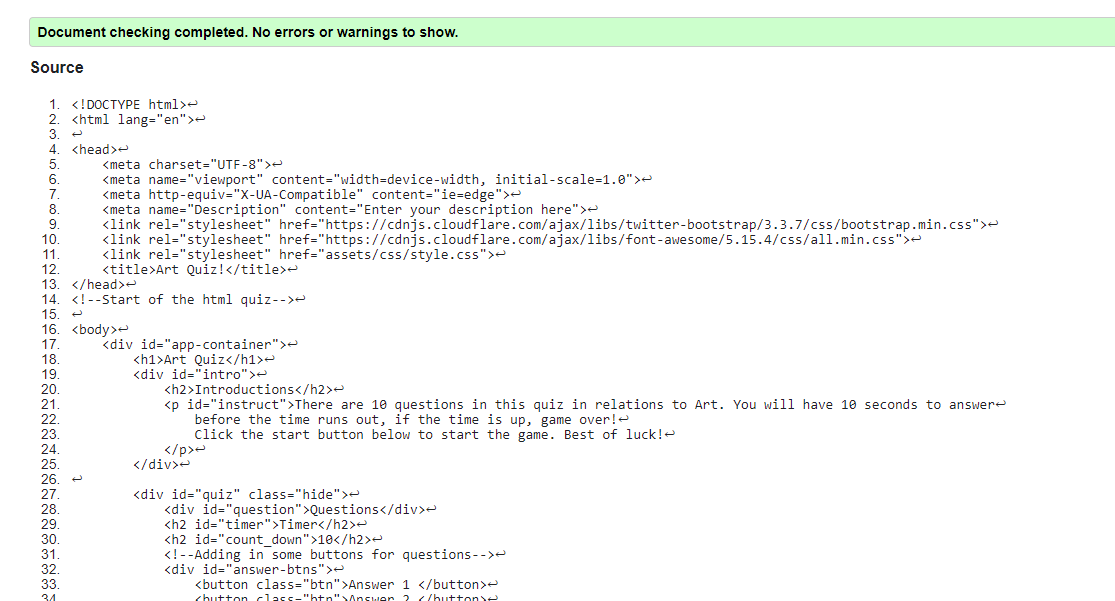 Document checking completed. No errors or warnings to show.
Source
1. <!DOCTYPE html>↩
2. <html lang="en">↩
3. ↩
4. <head>↩
5. <meta charset="UTF-8">↩
6. <meta name="viewport" content="width=device-width, initial-scale=1.0">↩
7. <meta http-equiv="X-UA-Compatible" content="ie=edge">↩
8. <meta name="Description" content="Enter your description here">↩
9. <link rel="stylesheet" href="https://cdnjs.cloudflare.com/ajax/libs/twitter-bootstrap/3.3.7/css/bootstrap.min.css">↩
10. <link rel="stylesheet" href="https://cdnjs.cloudflare.com/ajax/libs/font-awesome/5.15.4/css/all.min.css">↩
11. <link rel="stylesheet" href="assets/css/style.css">↩
12. <title>Art Quiz!</title>↩
13. </head>↩
14. <!--Start of the html quiz-->↩
15. ↩
16. <body>↩
17. <div id="app-container">↩
18. <h1>Art Quiz</h1>↩
19. <div id="intro">↩
20. <h2>Introductions</h2>↩
21. <p id="instruct">There are 10 questions in this quiz in relations to Art. You will have 10 seconds to answer↩
22. before the time runs out, if the time is up, game over!↩
23. Click the start button below to start the game. Best of luck!↩
24. </p>↩
25. </div>↩
26. ↩
27. <div id="quiz" class="hide">↩
28. <div id="question">Questions</div>↩
29. <h2 id="timer">Timer</h2>↩
30. <h2 id="count_down">10</h2>↩
31. <!--Adding in some buttons for questions-->↩
32. <div id="answer-btns">↩
33. <button class="btn">Answer 1 </button>↩
34. <button class="btn">Answer 2 </button>↩